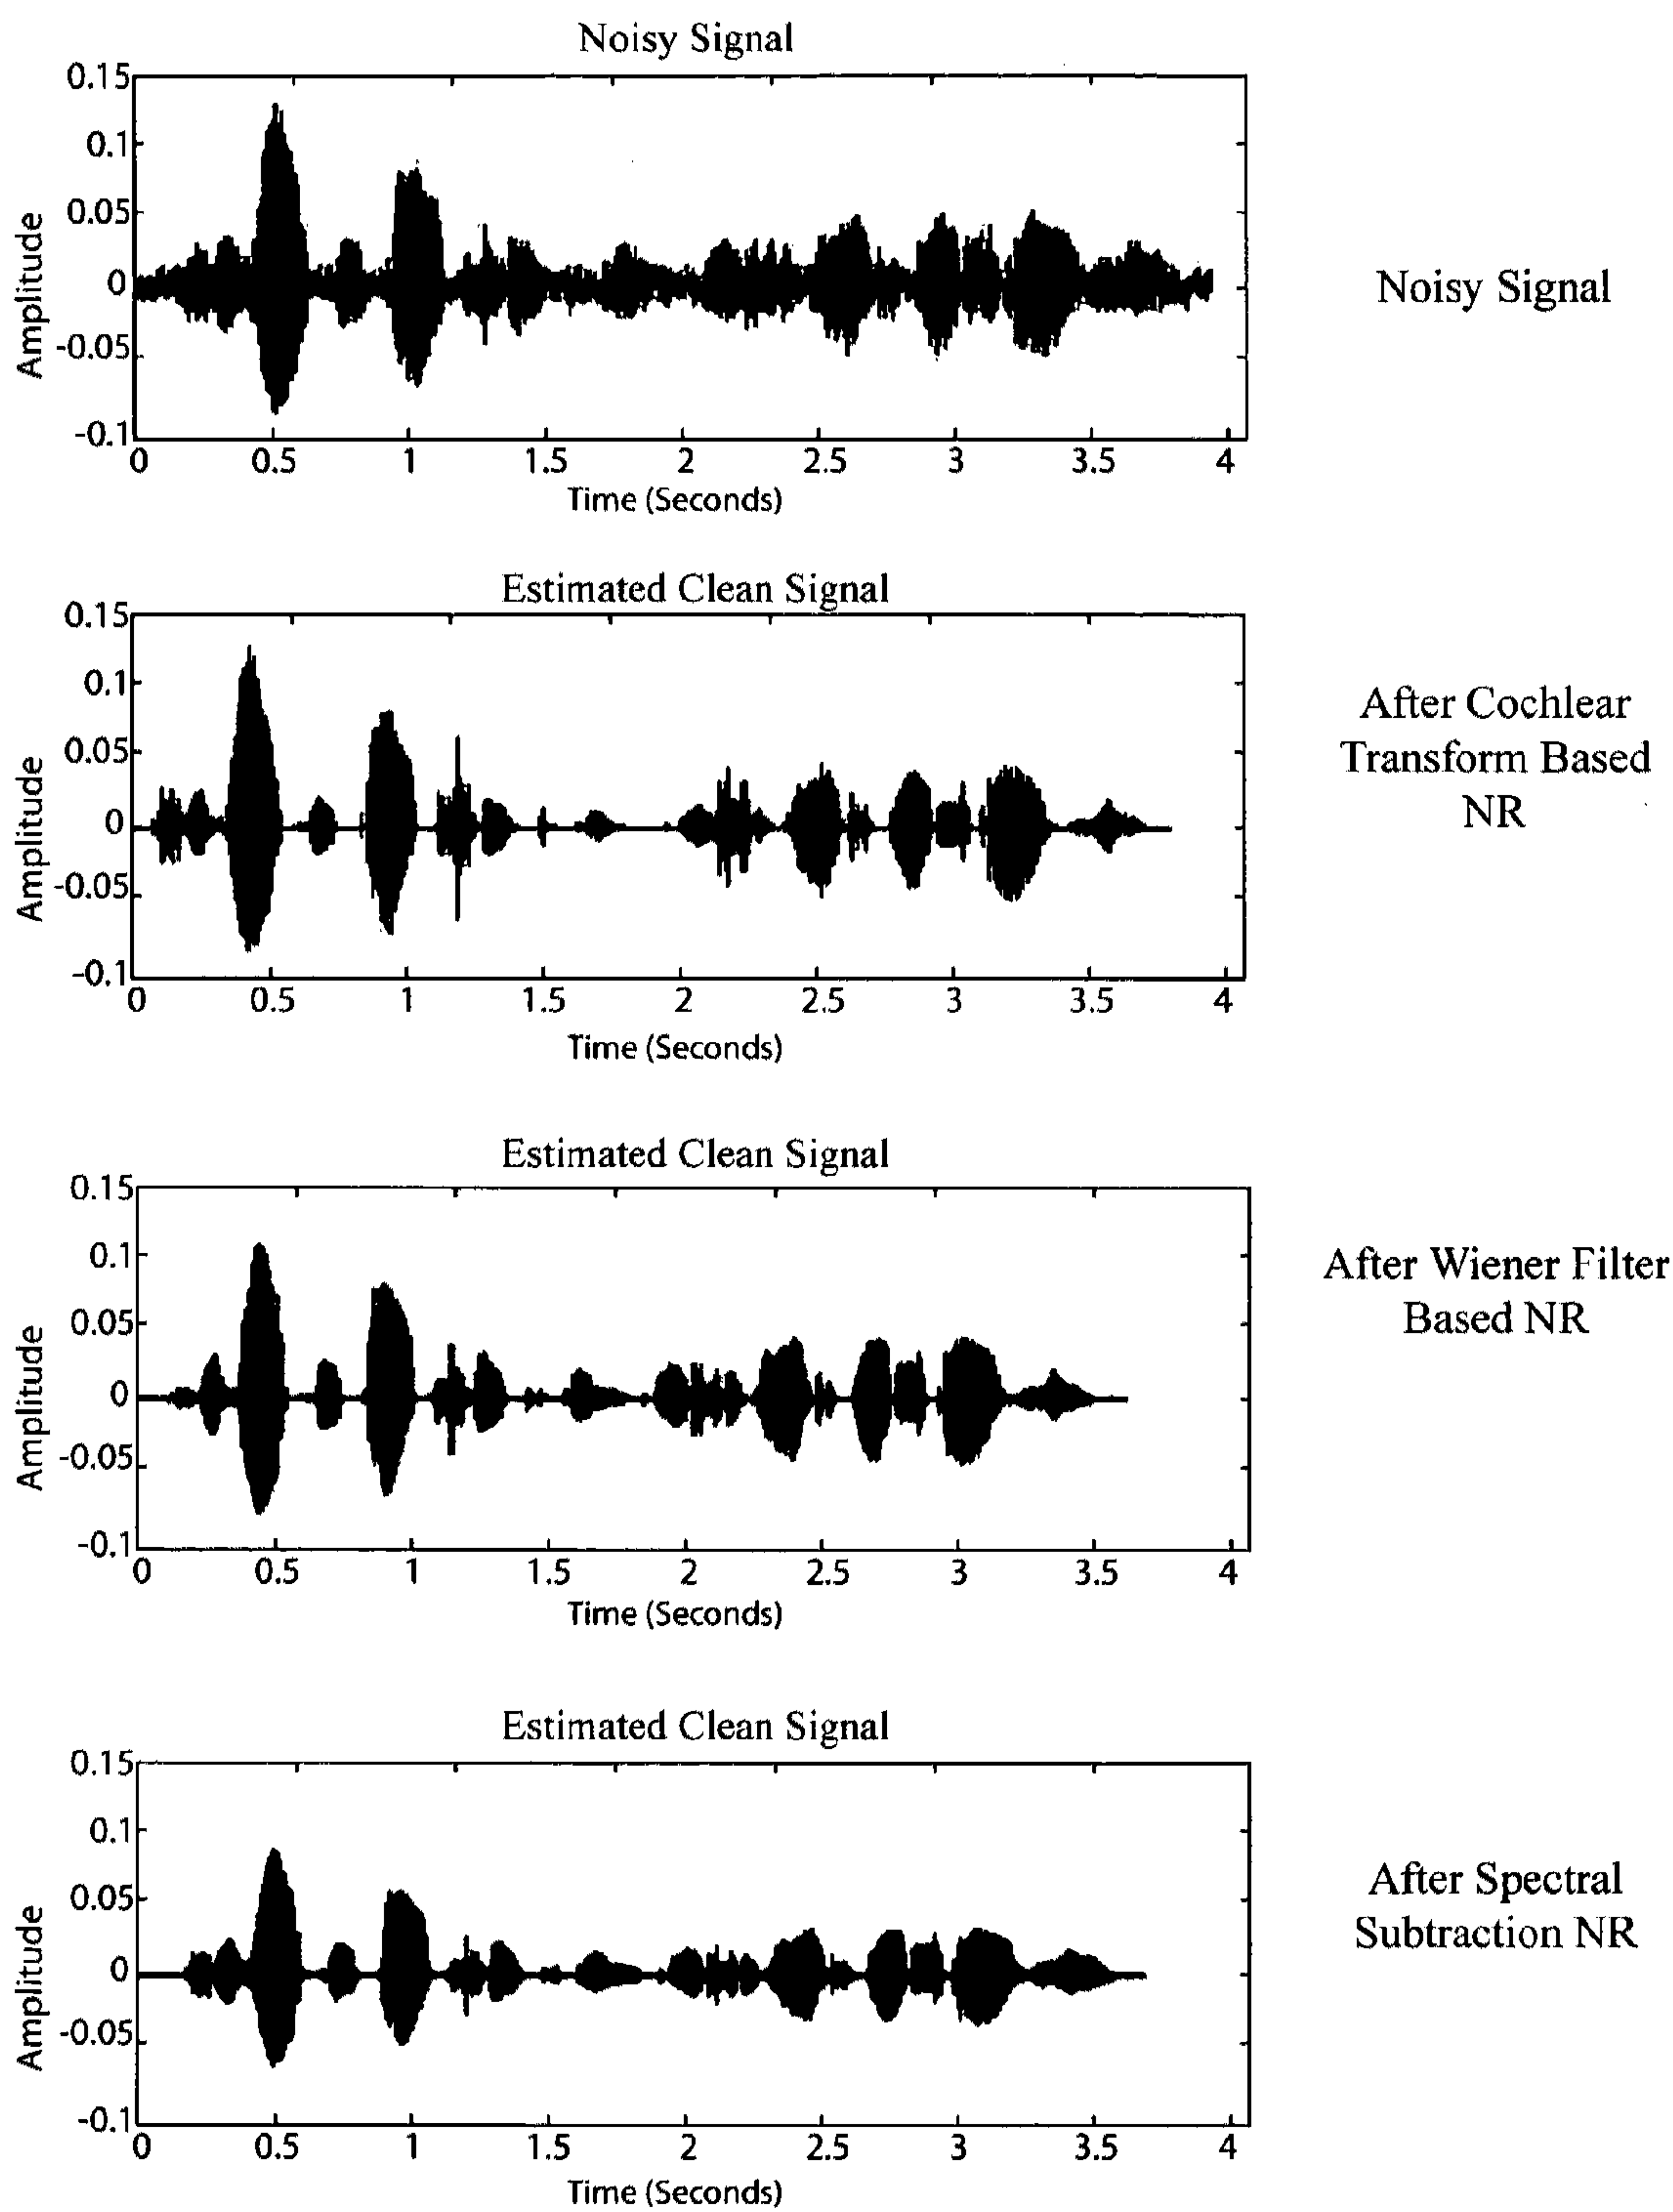 Noisy Signal
0.15
0.1
0.05
0
-0.05
-0.1
Amplitude
0 0.5 1 1.5 2 2.5 3 3.5 4
Time (Seconds)
Noisy Signal
Estimated Clean Signal
0.15
0.1
0.05
0
-0.05
-0.1
Amplitude
0 0.5 1 1.5 2 2.5 3 3.5 4
Time (Seconds)
After Cochlear
Transform Based
NR
Estimated Clean Signal
0.15
0.1
0.05
0
-0.05
-0.1
Amplitude
0 0.5 1 1.5 2 2.5 3 3.5 4
Time (Seconds)
After Wiener Filter
Based NR
Estimated Clean Signal
0.15
0.1
0.05
0
-0.05
-0.1
Amplitude
0 0.5 1 1.5 2 2.5 3 3.5 4
Time (Seconds)
After Spectral
Subtraction NR